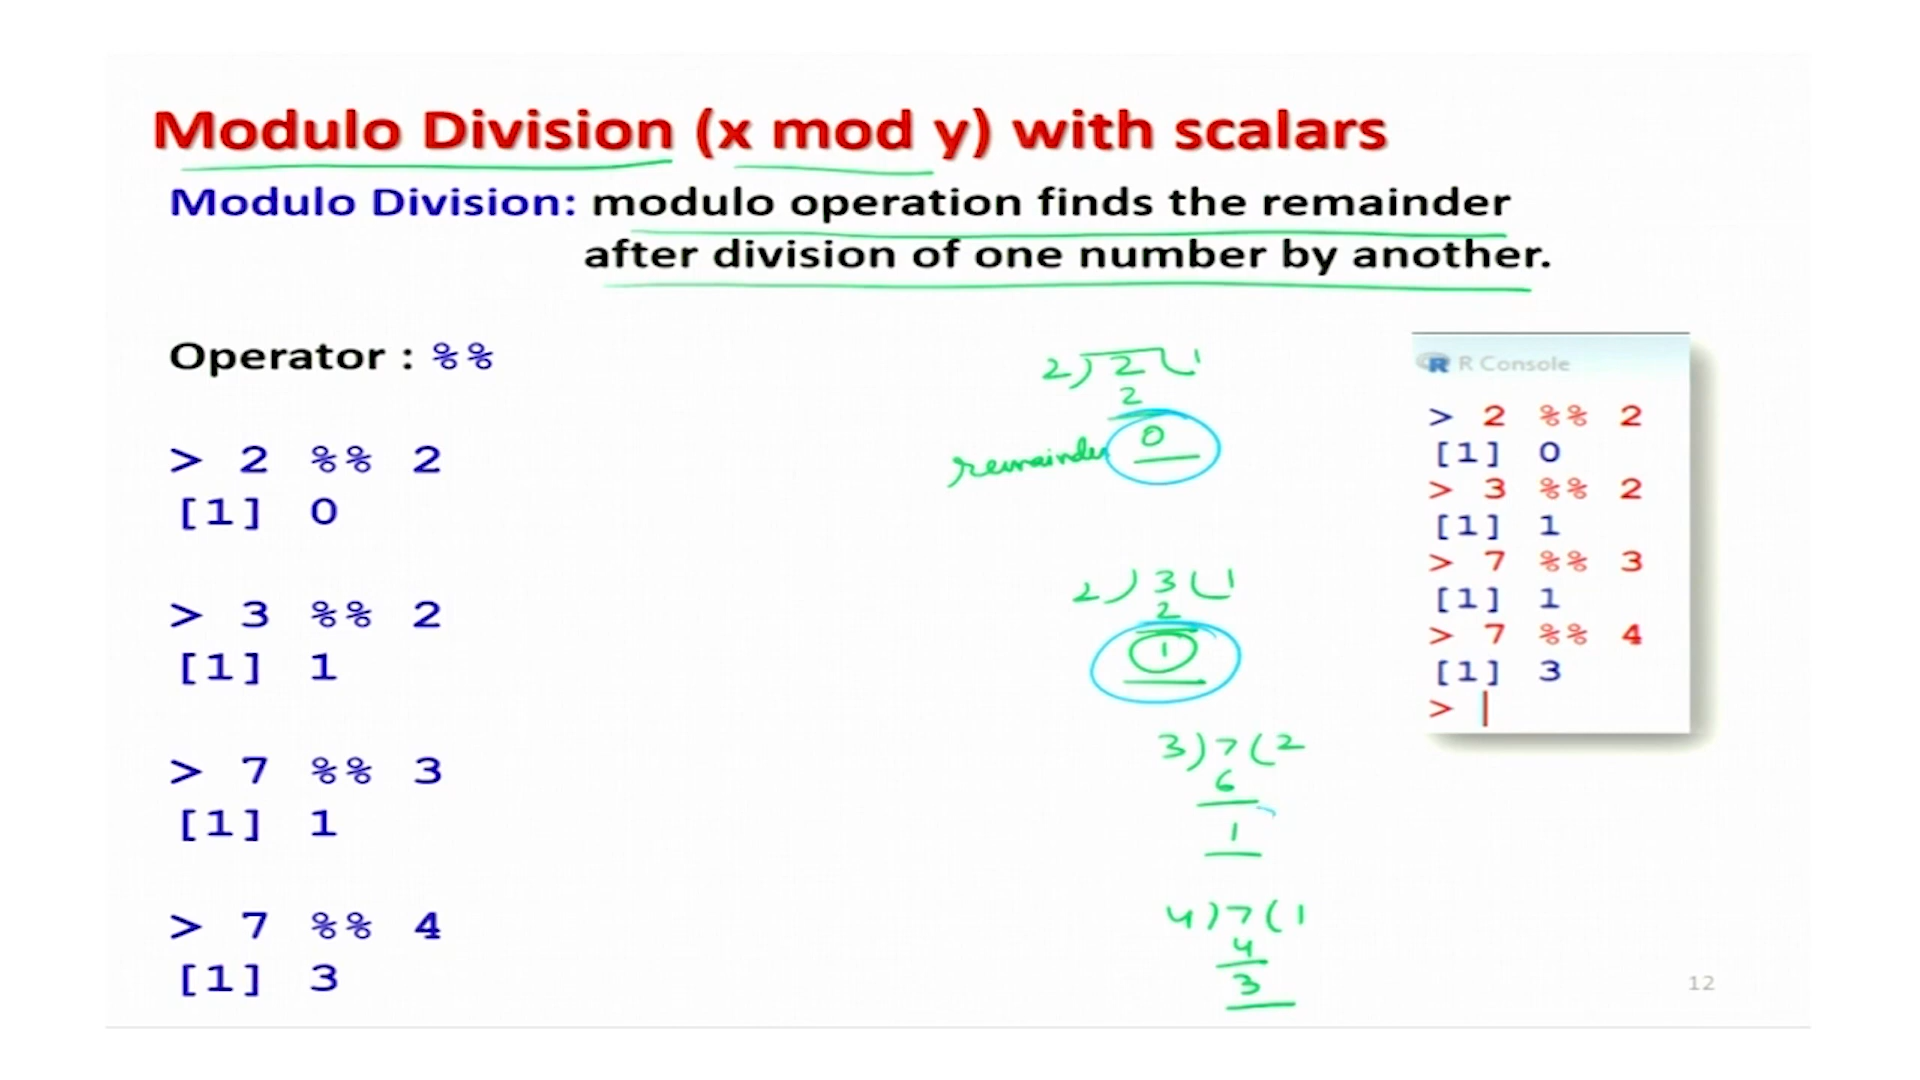 Modulo Division (x mod y) with scalars
Modulo Division: modulo operation finds the remainder
after division of one number by another.
Operator : %%
> 2 %% 2
[1] 0
> 3 %% 2
[1] 1
> 7 %% 3
[1] 1
> 7 %% 4
[1] 3
2) 2 ( 1
2
remainder 0
2 ) 3 ( 1
2
1
3) 7 ( 2
6
1
4) 7 ( 1
4
3
R Console
> 2 %% 2
[1] 0
> 3 %% 2
[1] 1
> 7 %% 3
[1] 1
> 7 %% 4
[1] 3
>
12